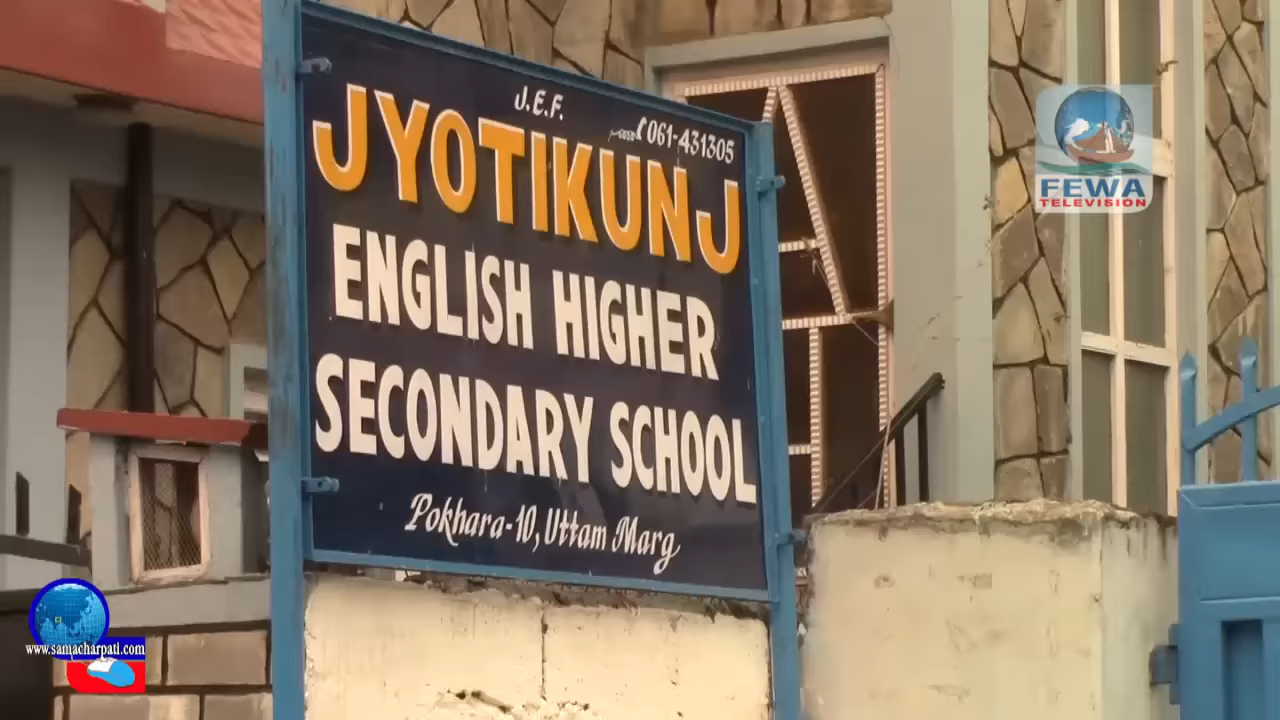 J.E.F.
061-431305
JYOTIKUNJ
ENGLISH HIGHER
SECONDARY SCHOOL
Pokhara-10, Uttam Marg
FEWA
TELEVISION
www.samacharpati.com